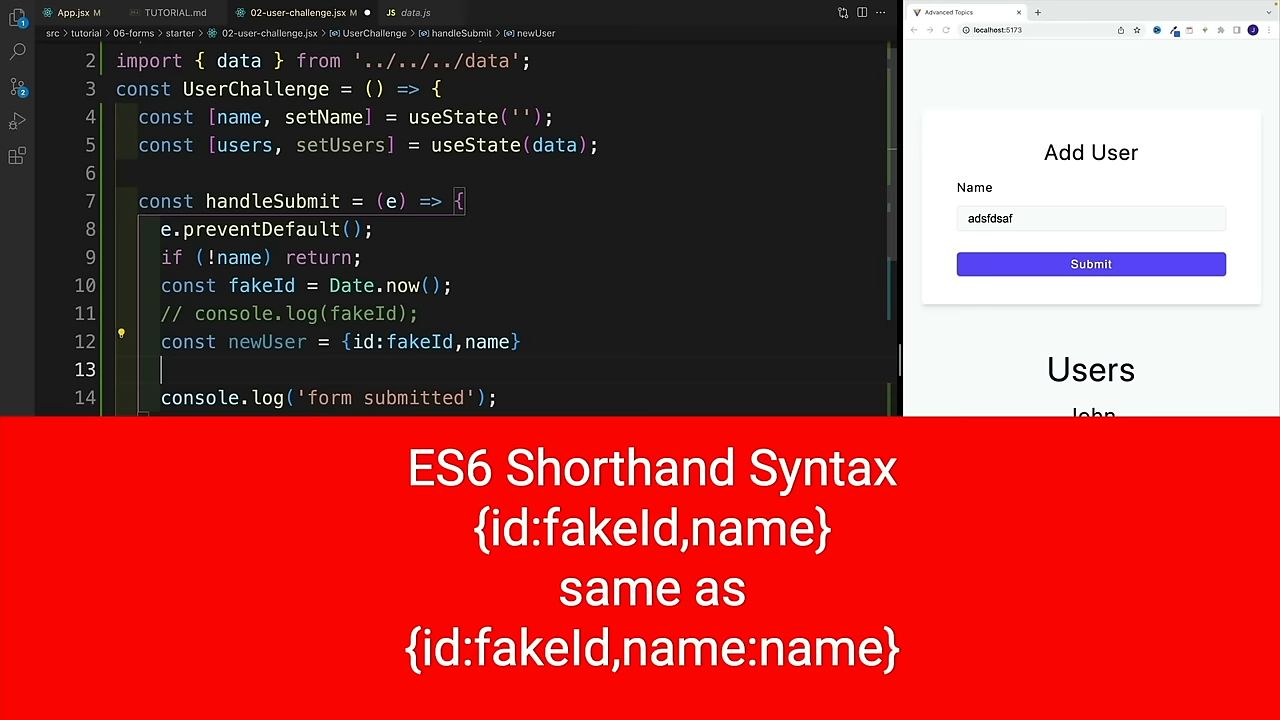 App.jsx M
TUTORIAL.md
02-user-challenge.jsx M
JS data.js
src > tutorial > 06-forms > starter > 02-user-challenge.jsx > UserChallenge > handleSubmit > newUser
2 import { data } from '../../../data';
3 const UserChallenge = () => {
4 const [name, setName] = useState('');
5 const [users, setUsers] = useState(data);
6
7 const handleSubmit = (e) => {
8 e.preventDefault();
9 if (!name) return;
10 const fakeId = Date.now();
11 // console.log(fakeId);
12 const newUser = {id:fakeId,name}
13
14 console.log('form submitted');
1
2
Advanced Topics
localhost:5173
J
Add User
Name
adsfdsaf
Submit
Users
John
ES6 Shorthand Syntax
{id:fakeId,name}
same as
{id:fakeId,name:name}